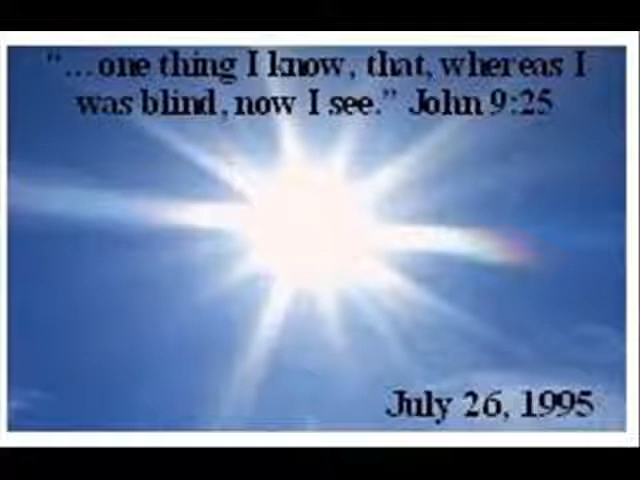 “…one thing I know, that, whereas I
was blind, now I see.” John 9:25
July 26, 1995